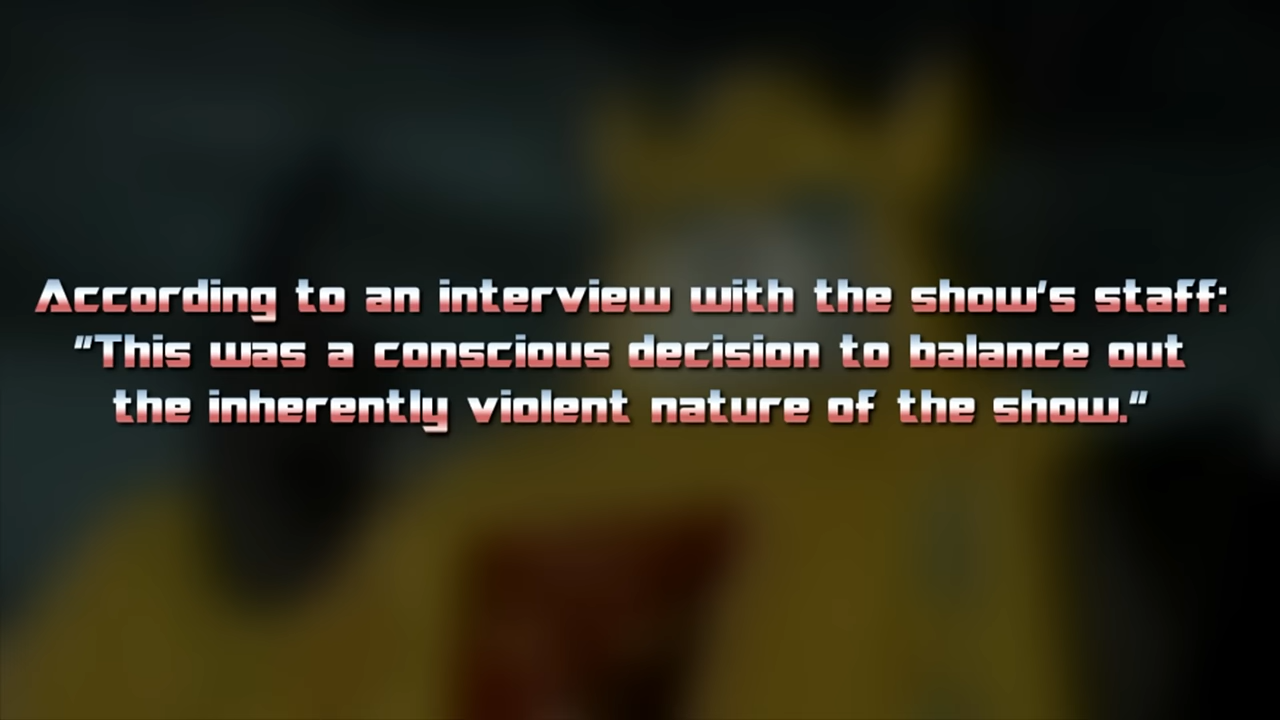 According to an interview with the show's staff:
"This was a conscious decision to balance out
the inherently violent nature of the show."